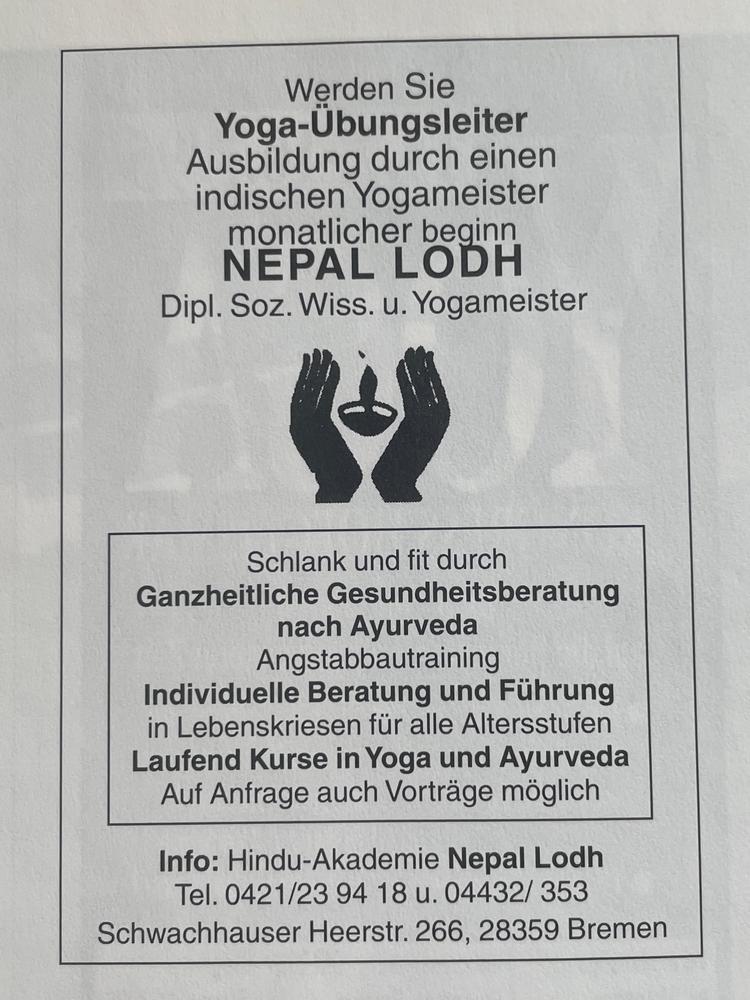 Werden Sie
Yoga-Übungsleiter
Ausbildung durch einen
indischen Yogameister
monatlicher beginn
NEPAL LODH
Dipl. Soz. Wiss. u. Yogameister
Schlank und fit durch
Ganzheitliche Gesundheitsberatung
nach Ayurveda
Angstabbautraining
Individuelle Beratung und Führung
in Lebenskriesen für alle Altersstufen
Laufend Kurse in Yoga und Ayurveda
Auf Anfrage auch Vorträge möglich
Info: Hindu-Akademie Nepal Lodh
Tel. 0421/23 94 18 u. 04432/ 353
Schwachhauser Heerstr. 266, 28359 Bremen